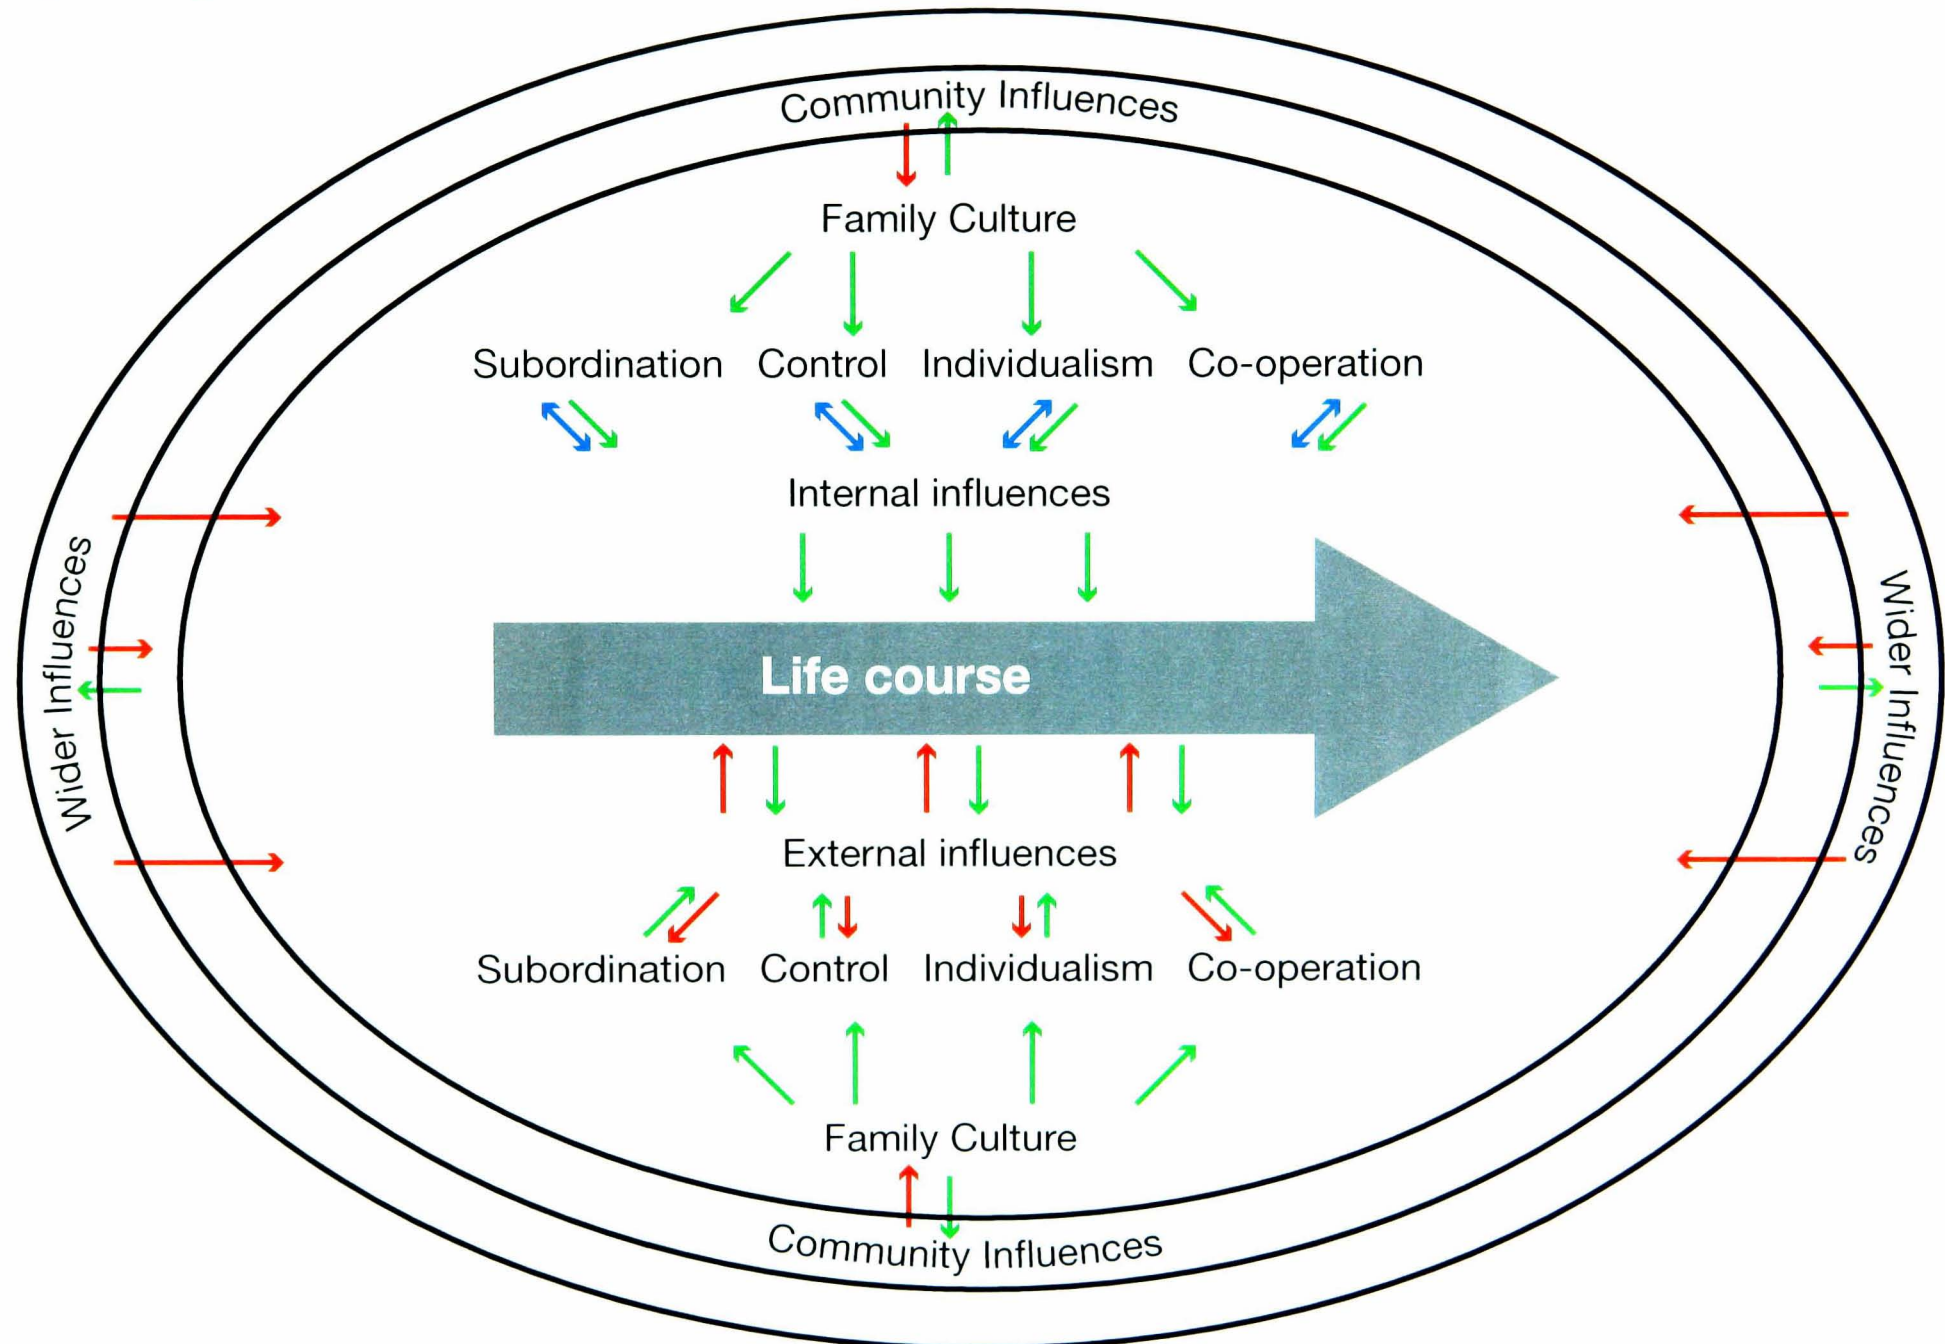 Community Influences
Family Culture
Subordination Control Individualism Co-operation
Internal influences
Wider Influences
Life course
Wider Influences
External influences
Subordination Control Individualism Co-operation
Family Culture
Community Influences